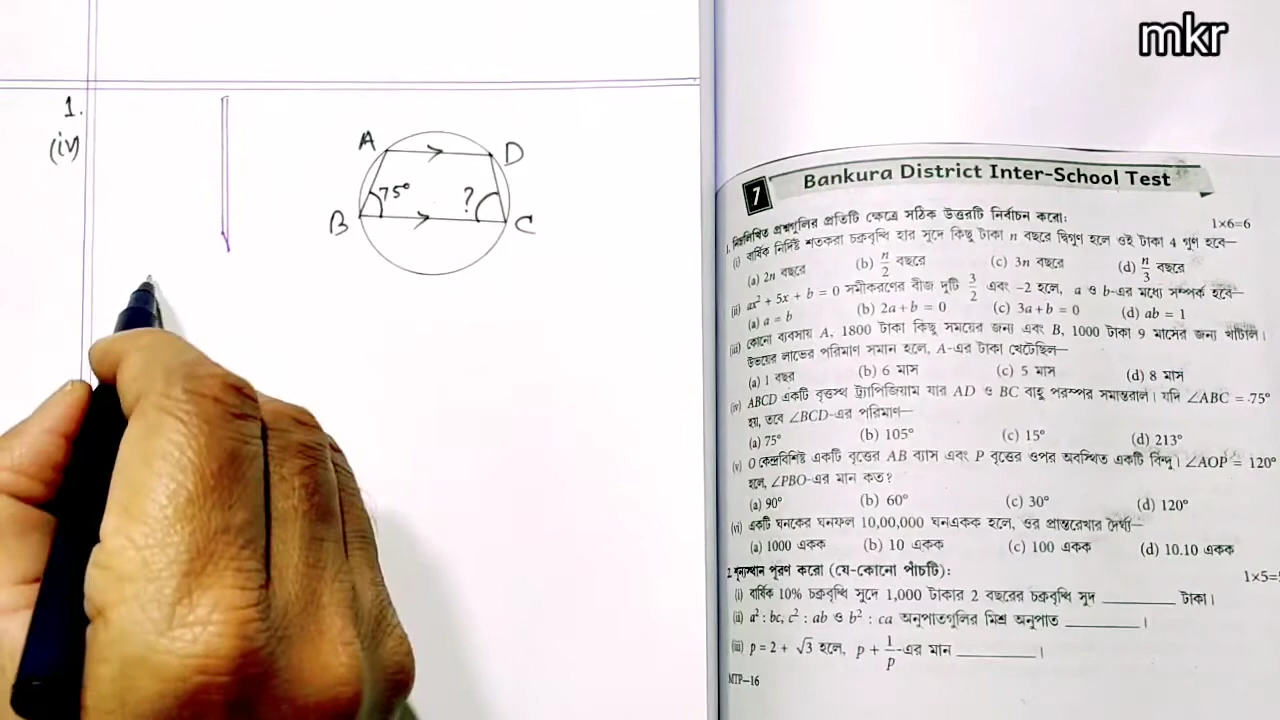 mkr
1.
(iv)
A D
75° ?
B C
7 Bankura District Inter-School Test
1. নিম্নলিখিত প্রশ্নগুলির প্রতিটি ক্ষেত্রে সঠিক উত্তরটি নির্বাচন করো: 1×6=6
(i) বার্ষিক নির্দিষ্ট শতকরা চক্রবৃদ্ধি হার সুদে কিছু টাকা n বছরে দ্বিগুণ হলে ওই টাকা 4 গুণ হবে—
(a) 2n বছরে (b) n/2 বছরে (c) 3n বছরে (d) n/3 বছরে
(ii) ax² + 5x + b = 0 সমীকরণের বীজ দুটি 3/2 এবং -2 হলে, a ও b-এর মধ্যে সম্পর্ক হবে—
(a) a = b (b) 2a + b = 0 (c) 3a + b = 0 (d) ab = 1
(iii) কোনো ব্যবসায় A, 1800 টাকা কিছু সময়ের জন্য এবং B, 1000 টাকা 9 মাসের জন্য খাটাল।
উভয়ের লাভের পরিমাণ সমান হলে, A-এর টাকা খেটেছিল—
(a) 1 বছর (b) 6 মাস (c) 5 মাস (d) 8 মাস
(iv) ABCD একটি বৃত্তস্থ ট্র্যাপিজিয়াম যার AD ও BC বাহু পরস্পর সমান্তরাল। যদি ∠ABC = 75°
হয়, তবে ∠BCD-এর পরিমাণ—
(a) 75° (b) 105° (c) 15° (d) 213°
(v) O কেন্দ্রবিশিষ্ট একটি বৃত্তের AB ব্যাস এবং P বৃত্তের ওপর অবস্থিত একটি বিন্দু। ∠AOP = 120°
হলে, ∠PBO-এর মান কত?
(a) 90° (b) 60° (c) 30° (d) 120°
(vi) একটি ঘনকের ঘনফল 10,00,000 ঘনএকক হলে, ওর প্রান্তরেখার দৈর্ঘ্য—
(a) 1000 একক (b) 10 একক (c) 100 একক (d) 10.10 একক
2. শূন্যস্থান পূরণ করো (যে-কোনো পাঁচটি): 1×5=5
(i) বার্ষিক 10% চক্রবৃদ্ধি সুদে 1,000 টাকার 2 বছরের চক্রবৃদ্ধি সুদ ________ টাকা।
(ii) a² : bc, c² : ab ও b² : ca অনুপাতগুলির মিশ্র অনুপাত ________।
(iii) p = 2 + √3 হলে, p + 1/p-এর মান ________।
MTP—16